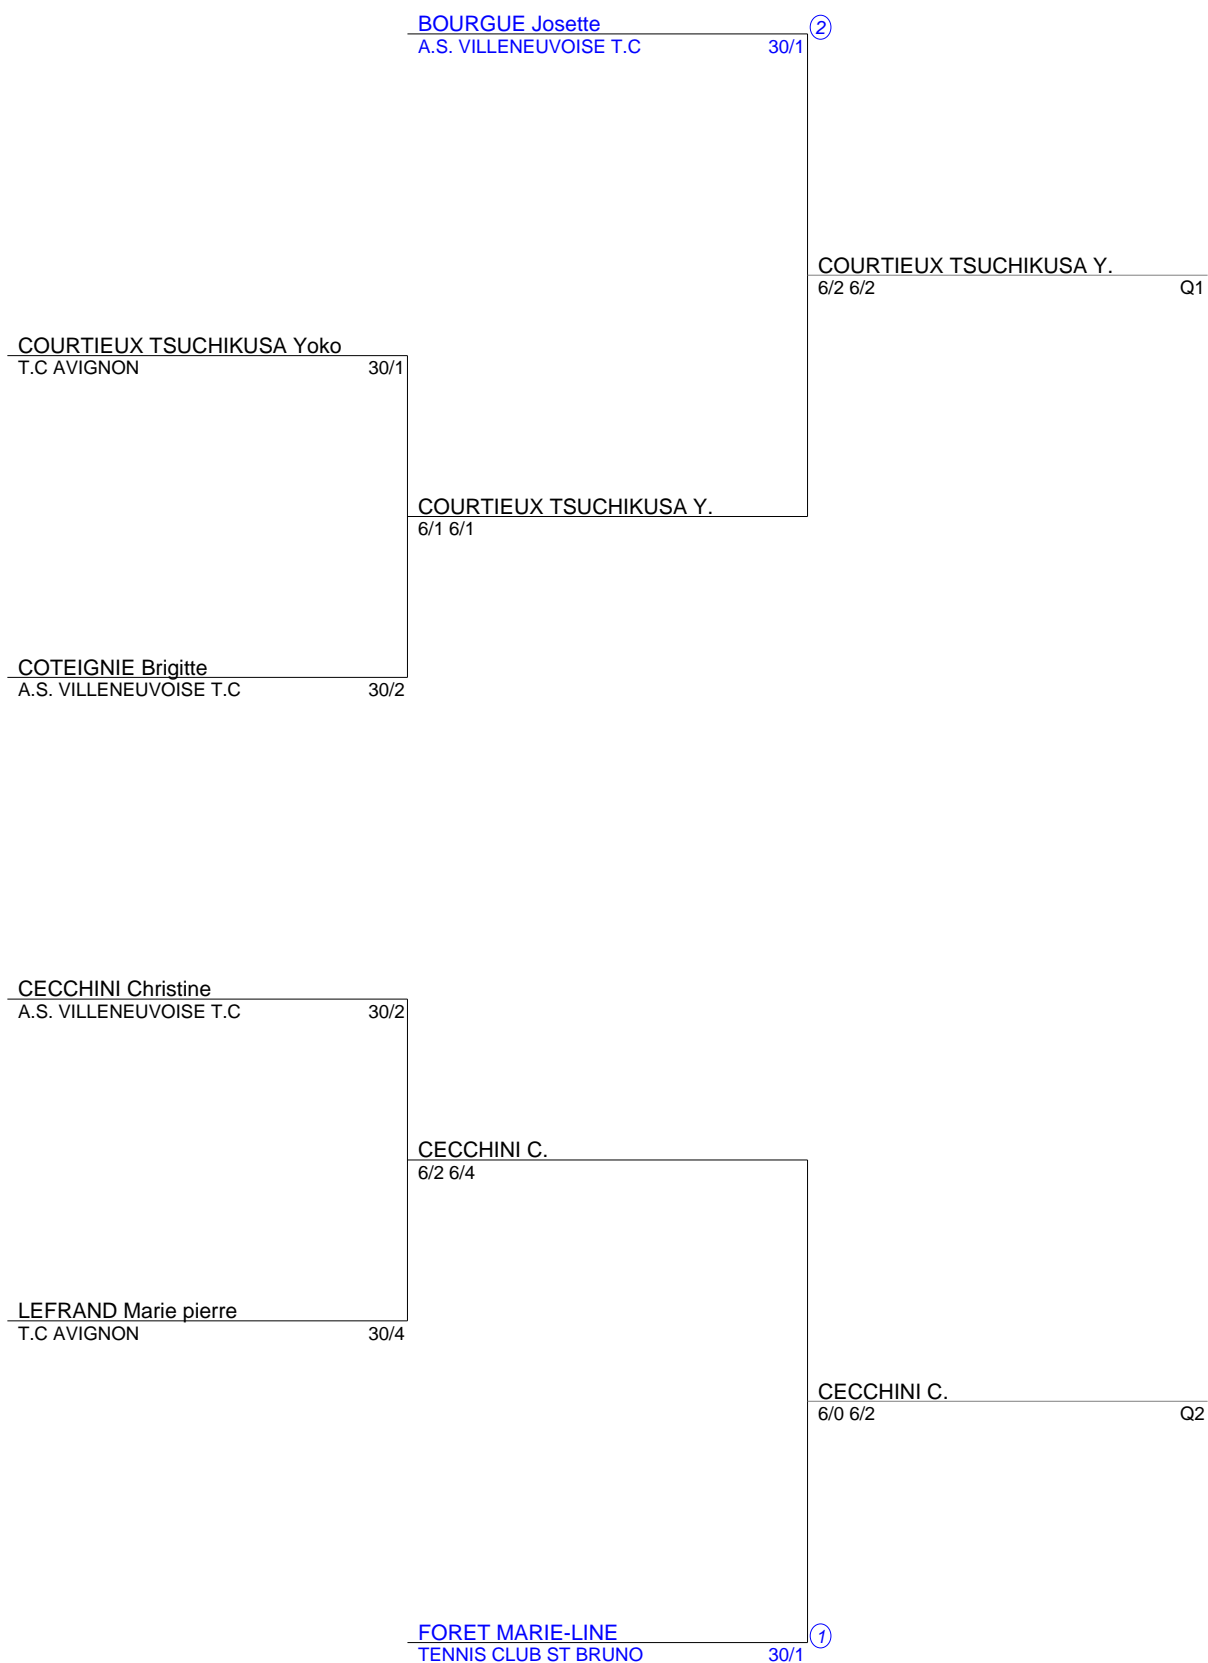 BOURGUE Josette 2
A.S. VILLENEUVOISE T.C 30/1
COURTIEUX TSUCHIKUSA Y.
6/2 6/2 Q1
COURTIEUX TSUCHIKUSA Yoko
T.C AVIGNON 30/1
COURTIEUX TSUCHIKUSA Y.
6/1 6/1
COTEIGNIE Brigitte
A.S. VILLENEUVOISE T.C 30/2
CECCHINI Christine
A.S. VILLENEUVOISE T.C 30/2
CECCHINI C.
6/2 6/4
LEFRAND Marie pierre
T.C AVIGNON 30/4
CECCHINI C.
6/0 6/2 Q2
FORET MARIE-LINE 1
TENNIS CLUB ST BRUNO 30/1